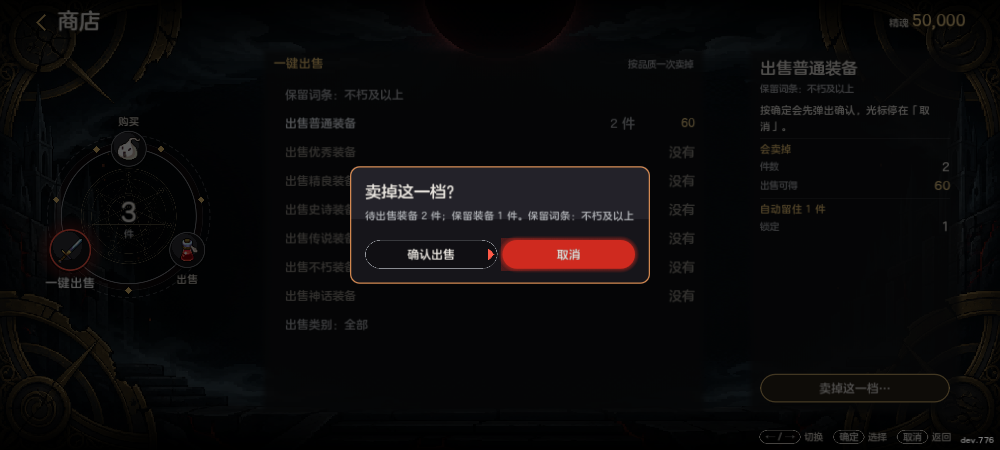 商店
精魂 50,000
购买
3
件
一键出售
出售
一键出售
按品质一次卖掉
保留词条：不朽及以上
出售普通装备 2 件 60
出售优秀装备 没有
出售精良装备 没有
出售史诗装备
出售传说装备 没有
出售不朽装备 没有
出售神话装备 没有
出售类别：全部
卖掉这一档？
待出售装备 2 件；保留装备 1 件。保留词条：不朽及以上
确认出售
取消
出售普通装备
保留词条：不朽及以上
按确定会先弹出确认，光标停在「取
消」。
会卖掉
件数 2
出售可得 60
自动留住 1 件
锁定 1
卖掉这一档…
←/→ 切换 确定 选择 取消 返回
dev.776